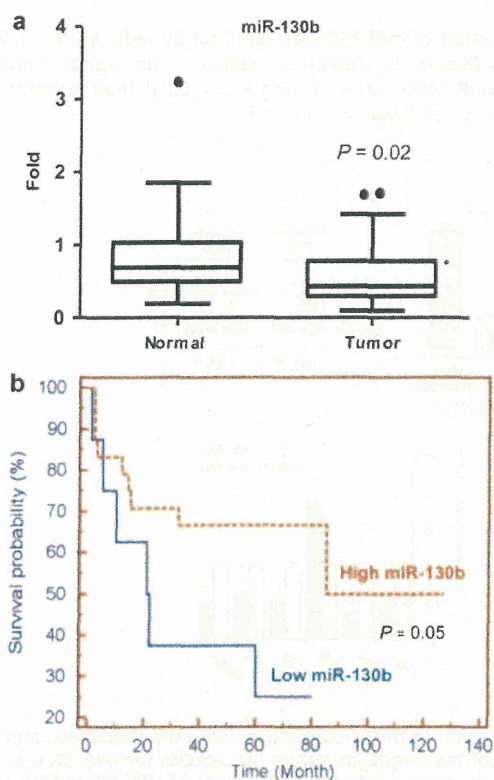 a
miR-130b
4
3
2
1
0
Fold
P = 0.02
Normal
Tumor
b
100
90
80
70
60
50
40
30
20
Survival probability (%)
High miR-130b
P = 0.05
Low miR-130b
0
20
40
60
80
100
120
140
Time (Month)